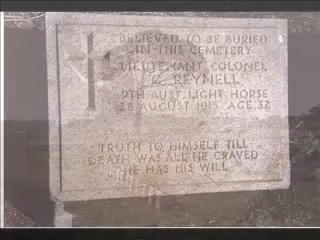 BELIEVED TO BE BURIED
IN THIS CEMETERY
LIEUTENANT COLONEL
C. REYNELL
9TH AUST. LIGHT HORSE
28 AUGUST 1915 AGE 32
TRUTH TO HIMSELF TILL
DEATH WAS ALL HE CRAVED
HE HAS HIS WILL